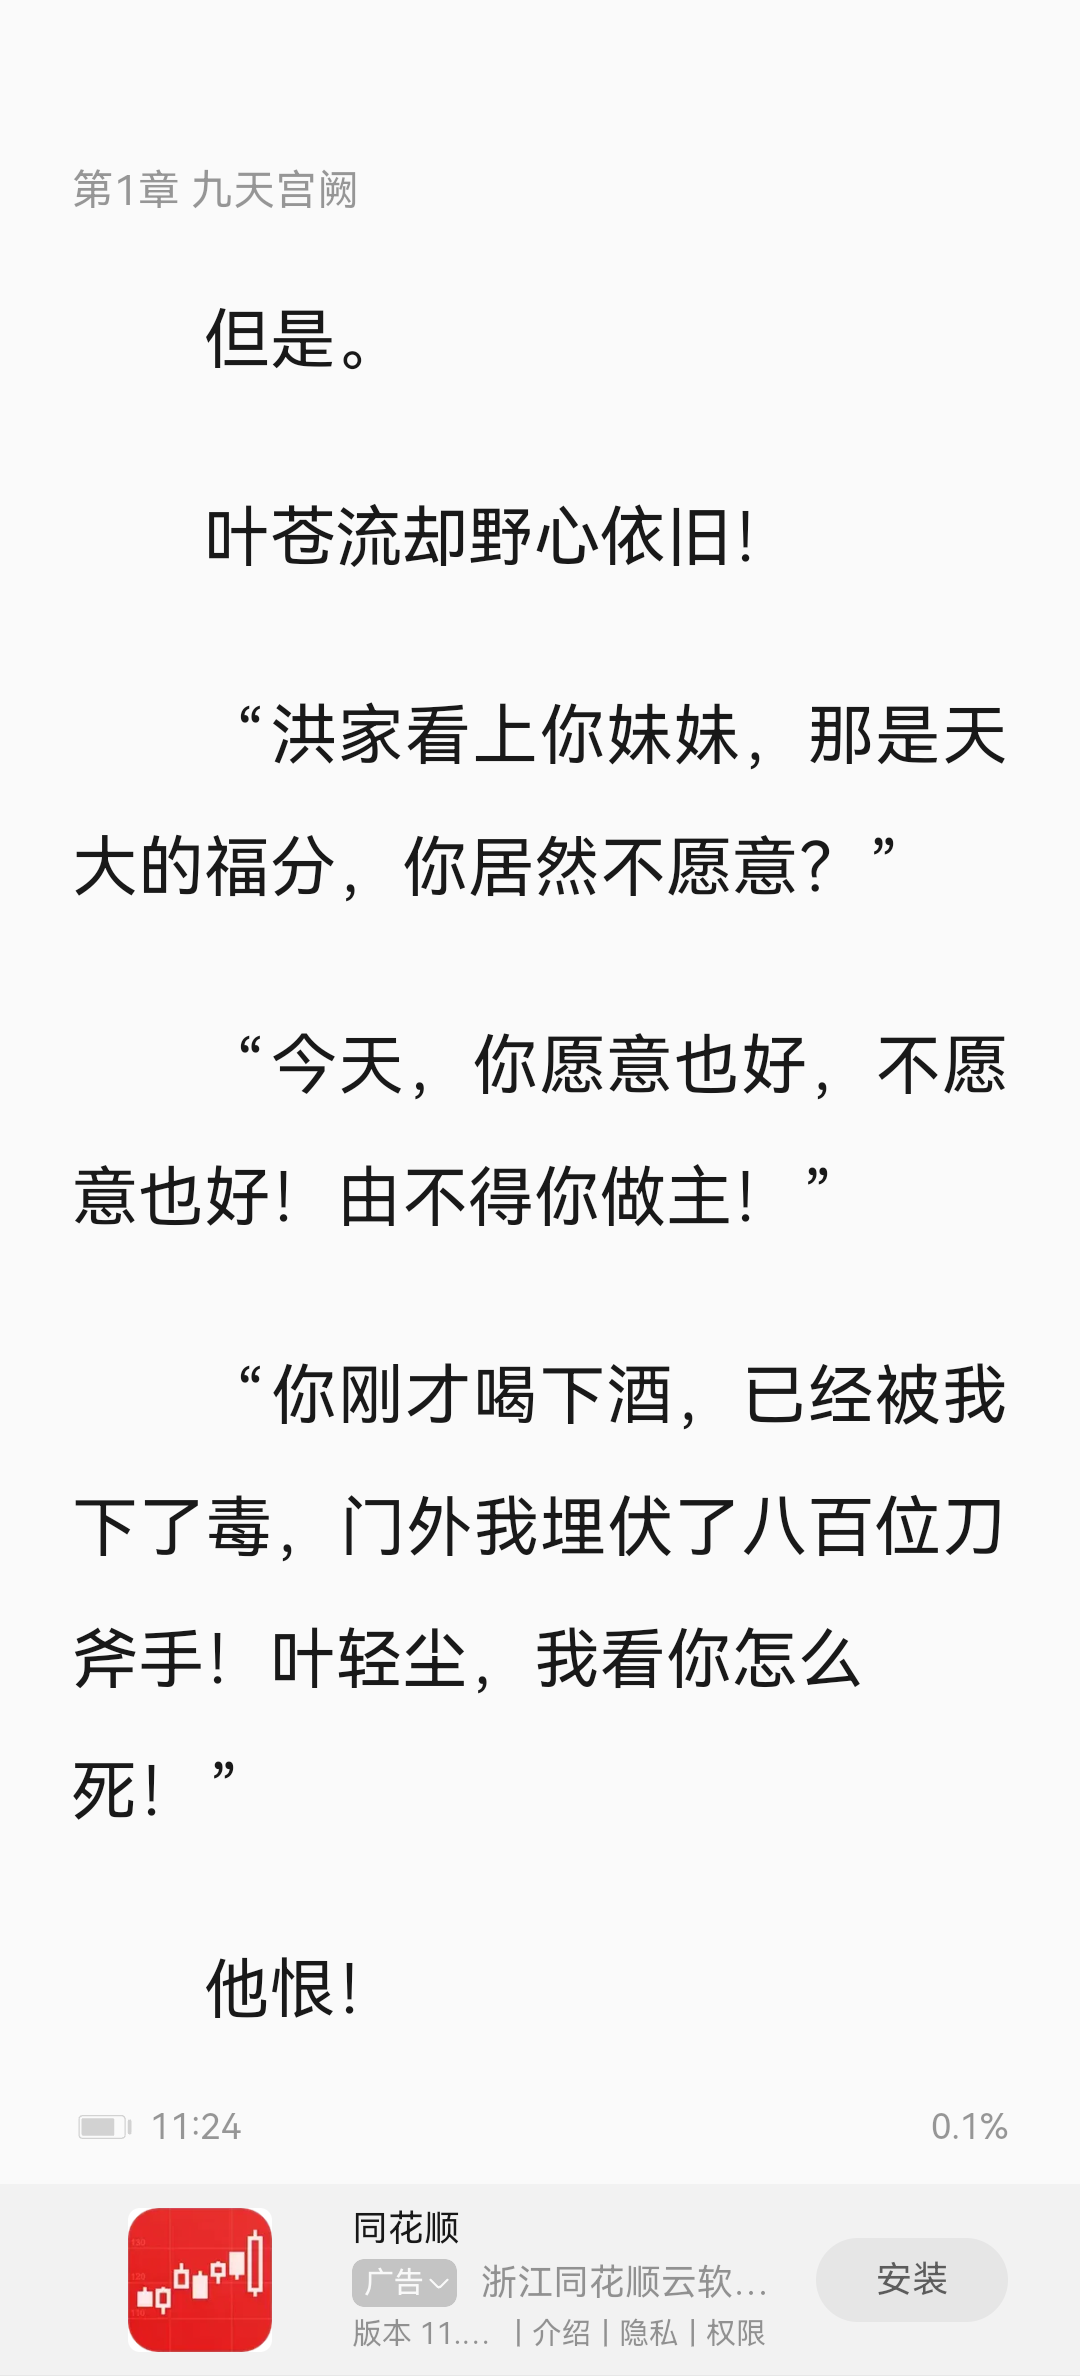 第1章 九天宫阙
但是。
叶苍流却野心依旧！
“洪家看上你妹妹，那是天
大的福分，你居然不愿意？”
“今天，你愿意也好，不愿
意也好！由不得你做主！”
“你刚才喝下酒，已经被我
下了毒，门外我埋伏了八百位刀
斧手！叶轻尘，我看你怎么
死！”
他恨！
11:24
0.1%
同花顺
广告 浙江同花顺云软...
安装
版本 11.... | 介绍 | 隐私 | 权限
130
120
110